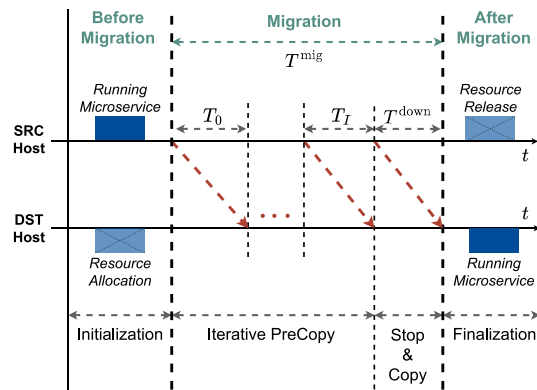 Before
Migration
Migration
After
Migration
T^mig
Running
Microservice
Resource
Release
T_0
T_I
T^down
SRC
Host
t
DST
Host
t
Resource
Allocation
Running
Microservice
Initialization
Iterative PreCopy
Stop
&
Copy
Finalization